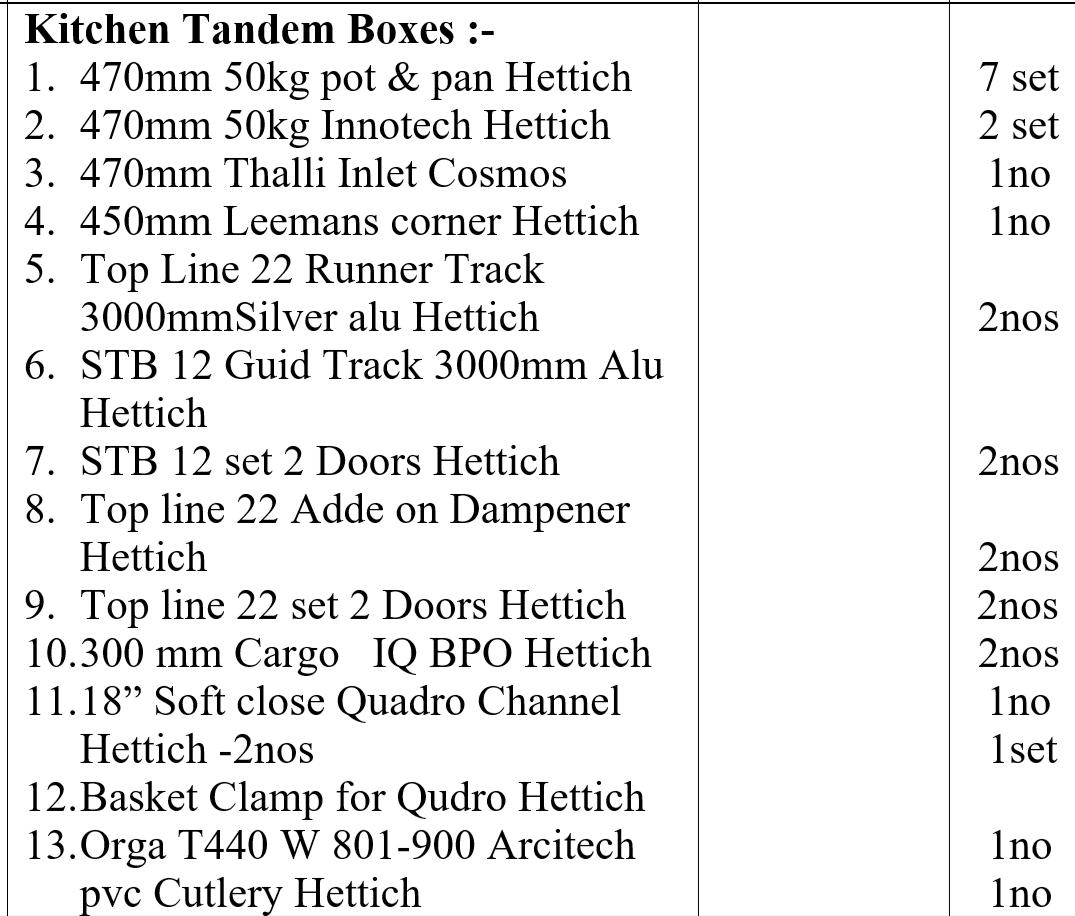 Kitchen Tandem Boxes :-
1. 470mm 50kg pot & pan Hettich 7 set
2. 470mm 50kg Innotech Hettich 2 set
3. 470mm Thalli Inlet Cosmos 1no
4. 450mm Leemans corner Hettich 1no
5. Top Line 22 Runner Track
3000mmSilver alu Hettich 2nos
6. STB 12 Guid Track 3000mm Alu
Hettich
7. STB 12 set 2 Doors Hettich 2nos
8. Top line 22 Adde on Dampener
Hettich 2nos
9. Top line 22 set 2 Doors Hettich 2nos
10.300 mm Cargo IQ BPO Hettich 2nos
11.18” Soft close Quadro Channel 1no
Hettich -2nos 1set
12.Basket Clamp for Qudro Hettich
13.Orga T440 W 801-900 Arcitech 1no
pvc Cutlery Hettich 1no